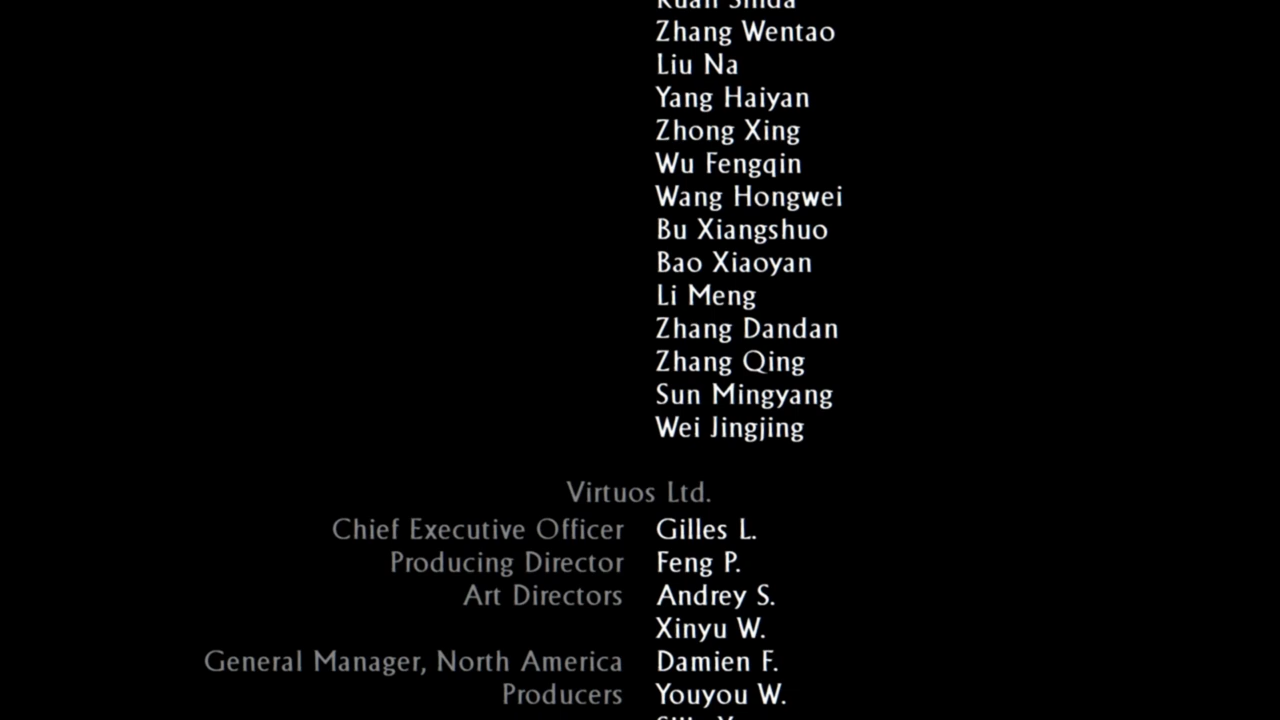 Zhang Wentao
Liu Na
Yang Haiyan
Zhong Xing
Wu Fengqin
Wang Hongwei
Bu Xiangshuo
Bao Xiaoyan
Li Meng
Zhang Dandan
Zhang Qing
Sun Mingyang
Wei Jingjing
Virtuos Ltd.
Chief Executive Officer Gilles L.
Producing Director Feng P.
Art Directors Andrey S.
Xinyu W.
General Manager, North America Damien F.
Producers Youyou W.